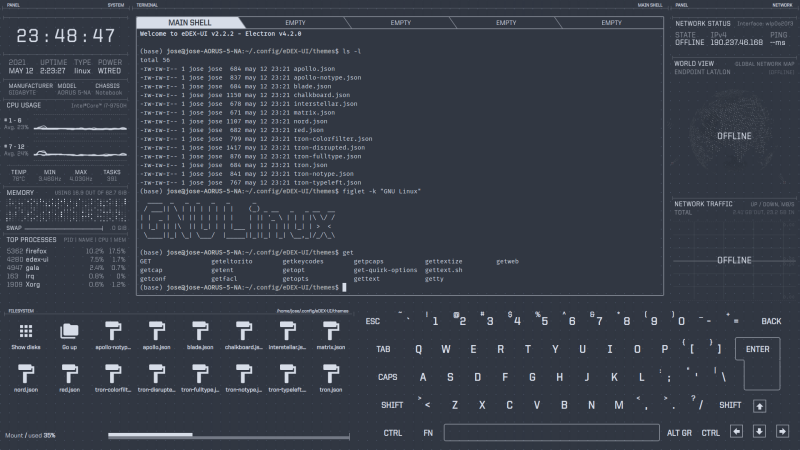 PANEL SYSTEM
23:48:47
2021 UPTIME TYPE POWER
MAY 12 2:23:27 linux WIRED
MANUFACTURER MODEL CHASSIS
GIGABYTE AORUS 5-NA Notebook
CPU USAGE Intel® Core™ i7-8750H
# 1 - 6
Avg. 23%
# 7 - 12
Avg. 24%
TEMP MIN MAX TASKS
MEMORY
SWAP 0 GiB
TOP PROCESSES PID | NAME | CPU | MEM
5362 firefox 10.2% 17.5%
4290 edex-ui 7.5% 1.7%
4947 gala 2.4% 0.7%
163 irq 0.8% 0%
1909 Xorg 0.6% 1.2%
TERMINAL MAIN SHELL
MAIN SHELL EMPTY EMPTY EMPTY EMPTY
Welcome to eDEX-UI v2.2.2 - Electron v4.2.0
(base) jose@jose-AORUS-5-NA:~/.config/eDEX-UI/themes$ ls -l
total 56
-rw-rw-r-- 1 jose jose 604 may 12 23:21 apollo.json
-rw-rw-r-- 1 jose jose 837 may 12 23:21 apollo-notype.json
-rw-rw-r-- 1 jose jose 604 may 12 23:21 blade.json
-rw-rw-r-- 1 jose jose 1150 may 12 23:21 chalkboard.json
-rw-rw-r-- 1 jose jose 678 may 12 23:21 interstellar.json
-rw-rw-r-- 1 jose jose 671 may 12 23:21 matrix.json
-rw-rw-r-- 1 jose jose 1107 may 12 23:21 nord.json
-rw-rw-r-- 1 jose jose 602 may 12 23:21 red.json
-rw-rw-r-- 1 jose jose 799 may 12 23:21 tron-colorfilter.json
-rw-rw-r-- 1 jose jose 1417 may 12 23:21 tron-disrupted.json
-rw-rw-r-- 1 jose jose 876 may 12 23:21 tron-fulltype.json
-rw-rw-r-- 1 jose jose 604 may 12 23:21 tron.json
-rw-rw-r-- 1 jose jose 841 may 12 23:21 tron-notype.json
-rw-rw-r-- 1 jose jose 767 may 12 23:21 tron-typeleft.json
(base) jose@jose-AORUS-5-NA:~/.config/eDEX-UI/themes$ figlet -k "GNU Linux"
GNU Linux
(base) jose@jose-AORUS-5-NA:~/.config/eDEX-UI/themes$ get
GET geteltorito getkeycodes getpcaps gettextize getweb
getcap getent getopt get-quirk-options gettext.sh
getconf getfacl getopts gettext getty
(base) jose@jose-AORUS-5-NA:~/.config/eDEX-UI/themes$
PANEL NETWORK
NETWORK STATUS Interface: wlp0s20f3
STATE IPv4 PING
OFFLINE 190.237.46.168 --ms
WORLD VIEW GLOBAL NETWORK MAP
ENDPOINT LAT/LON OFFLINE
OFFLINE
NETWORK TRAFFIC UP / DOWN, MB/S
TOTAL
OFFLINE
FILESYSTEM /home/jose/.config/eDEX-UI/themes
Show disks Go up apollo-notyp... apollo.json blade.json chalkboard.js... interstellar.js... matrix.json
nord.json red.json tron-colorfilt... tron-disrupte... tron-fulltype.j... tron-notype.j... tron-typeleft.... tron.json
Mount / used 35%
ESC ~ ` ! 1 @ 2 # 3 $ 4 % 5 ^ 6 & 7 * 8 ( 9 ) 0 _ - + = BACK
TAB Q W E R T Y U I O P { [ } ] ENTER
CAPS A S D F G H J K L : ; " ' | \
SHIFT > < Z X C V B N M < , > . ? / SHIFT
CTRL FN ALT GR CTRL